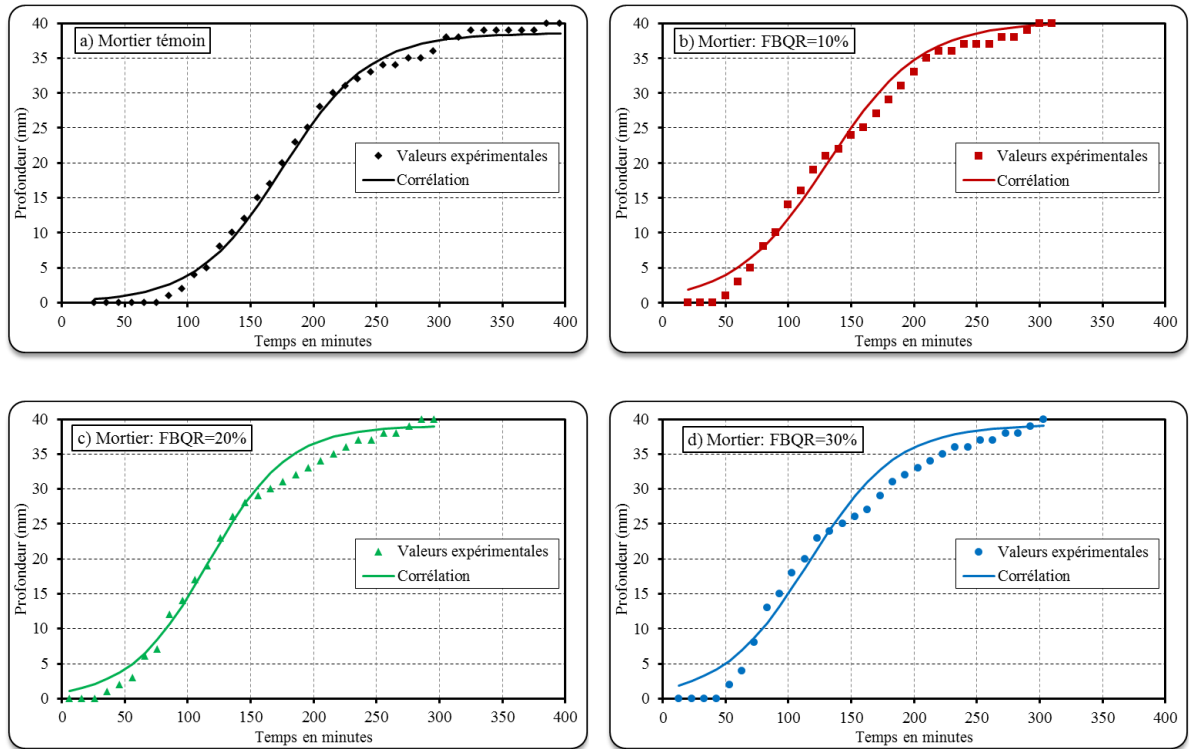 a) Mortier témoin
Profondeur (mm)
40
35
30
25
20
15
10
5
0
Valeurs expérimentales
Corrélation
0 50 100 150 200 250 300 350 400
Temps en minutes
b) Mortier: FBQR=10%
Profondeur (mm)
40
35
30
25
20
15
10
5
0
Valeurs expérimentales
Corrélation
0 50 100 150 200 250 300 350 400
Temps en minutes
c) Mortier: FBQR=20%
Profondeur (mm)
40
35
30
25
20
15
10
5
0
Valeurs expérimentales
Corrélation
0 50 100 150 200 250 300 350 400
Temps en minutes
d) Mortier: FBQR=30%
Profondeur (mm)
40
35
30
25
20
15
10
5
0
Valeurs expérimentales
Corrélation
0 50 100 150 200 250 300 350 400
Temps en minutes